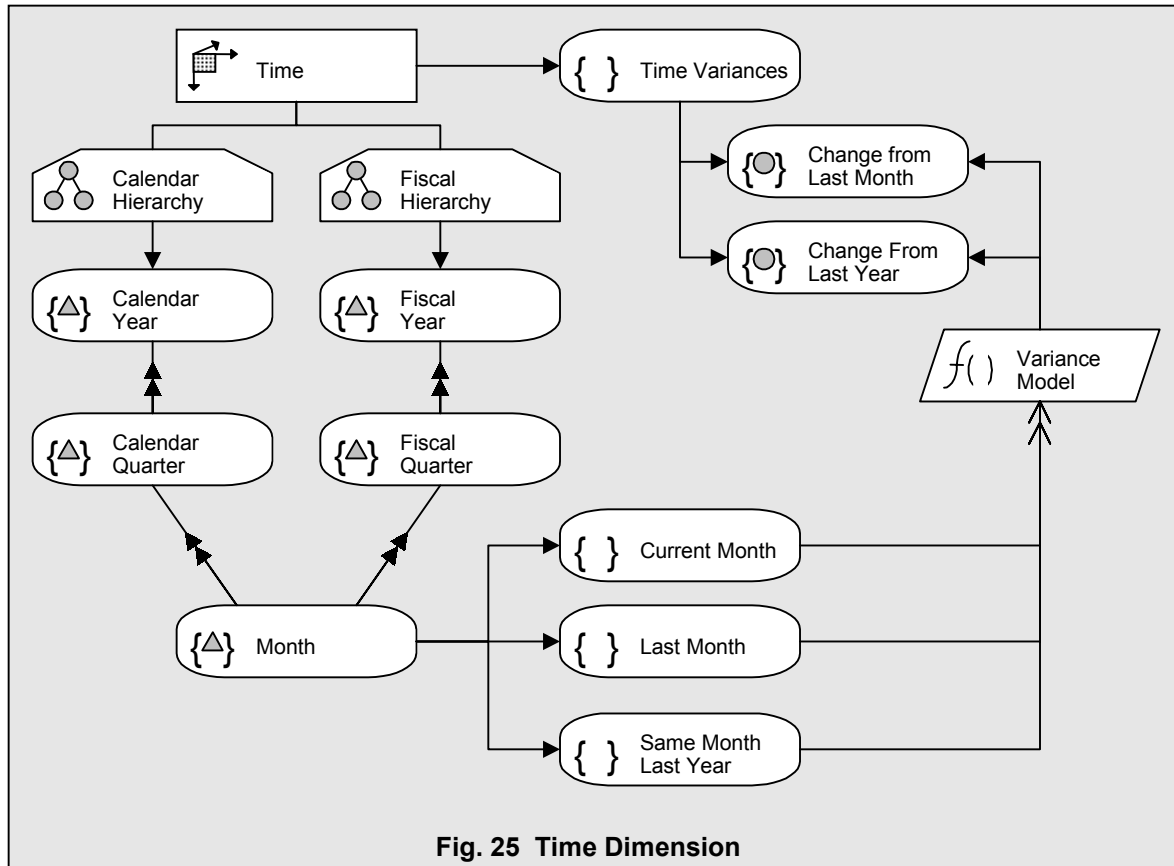 Time
{ } Time Variances
Calendar
Hierarchy
Fiscal
Hierarchy
{ } Change from
Last Month
{ } Change From
Last Year
{ } Calendar
Year
{ } Fiscal
Year
f( ) Variance
Model
{ } Calendar
Quarter
{ } Fiscal
Quarter
{ } Current Month
{ } Month
{ } Last Month
{ } Same Month
Last Year
Fig. 25 Time Dimension